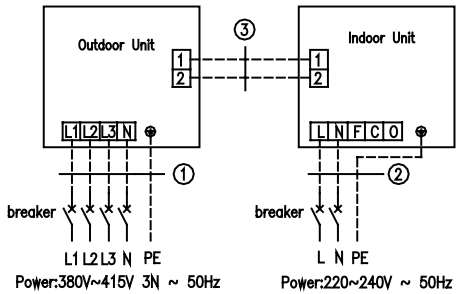 Outdoor Unit
1
2
3
Indoor Unit
1
2
L1 L2 L3 N
L N F C O
1
2
breaker
breaker
L1 L2 L3 N PE
L N PE
Power:380V~415V 3N ~ 50Hz
Power:220~240V ~ 50Hz